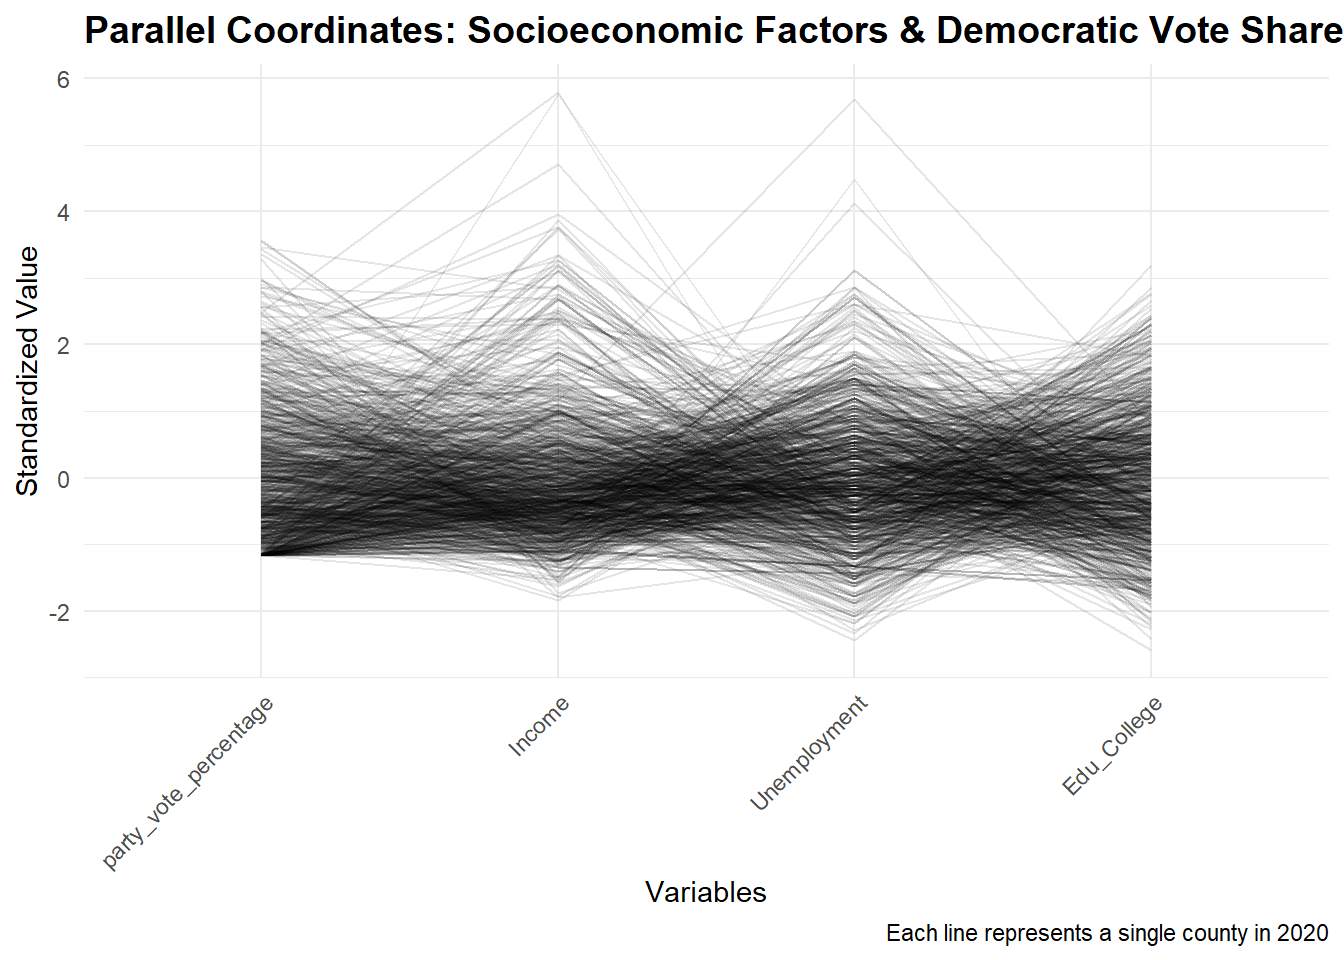 Parallel Coordinates: Socioeconomic Factors & Democratic Vote Share
Standardized Value
6
4
2
0
-2
party_vote_percentage
Income
Unemployment
Edu_College
Variables
Each line represents a single county in 2020